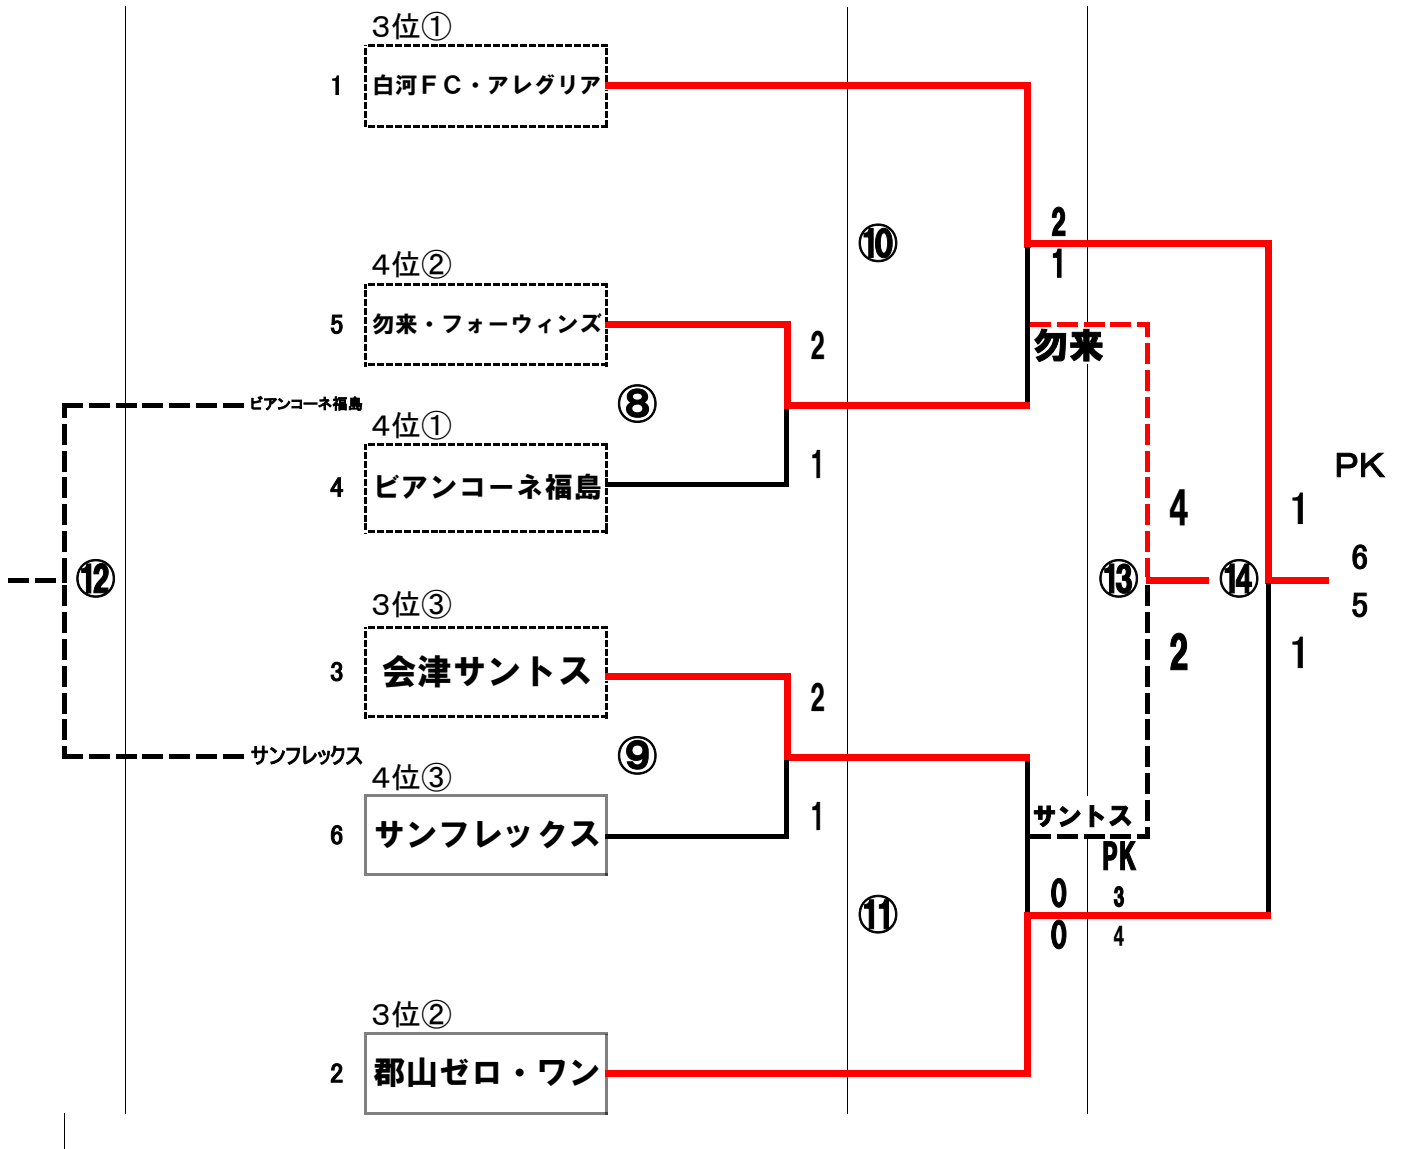 3位①
1 白河FC・アレグリア
2
⑩
1
4位②
5 勿来・フォーウィンズ
2
勿来
⑧
ビアンコーネ福島
4位①
4 ビアンコーネ福島
1
PK
4
1
6
⑫
⑬
⑭
5
3位③
3 会津サントス
2
2
1
⑨
サンフレックス
4位③
6 サンフレックス
1
サントス
PK
0 3
⑪
0 4
3位②
2 郡山ゼロ・ワン